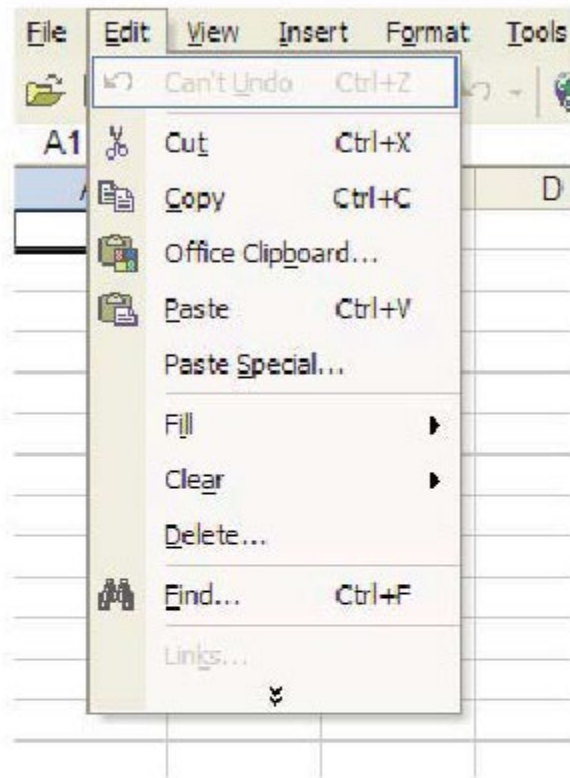 File Edit View Insert Format Tools
Can't Undo Ctrl+Z
A1
Cut Ctrl+X
Copy Ctrl+C
D
Office Clipboard...
Paste Ctrl+V
Paste Special...
Fill
Clear
Delete...
Find... Ctrl+F
Links...